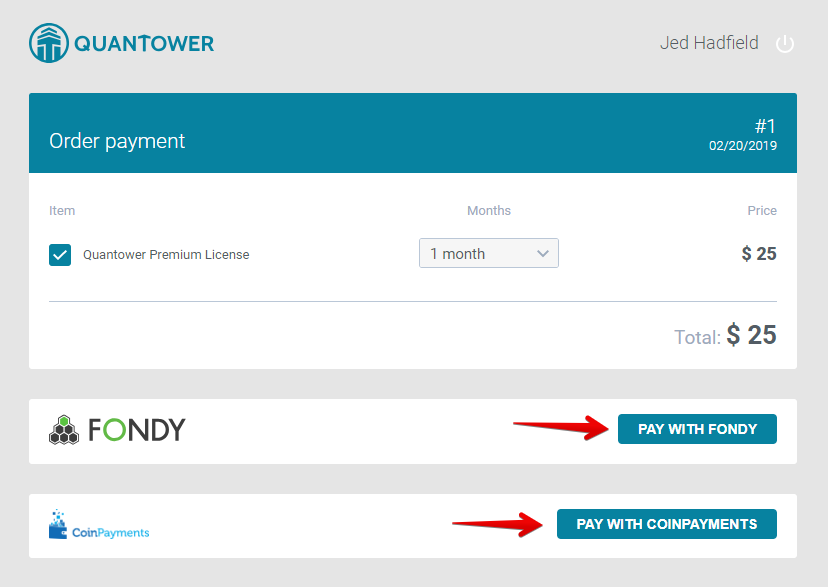 QUANTOWER
Jed Hadfield
Order payment
#1
02/20/2019
Item Months Price
Quantower Premium License 1 month $ 25
Total: $ 25
FONDY
PAY WITH FONDY
CoinPayments
PAY WITH COINPAYMENTS